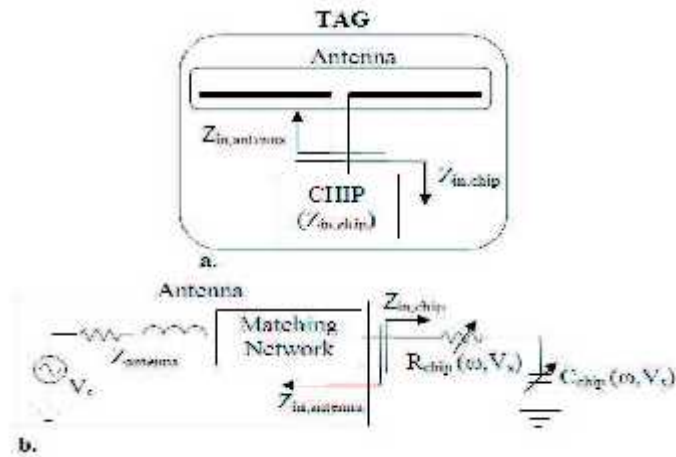 TAG
Antenna
Zin,antenna
Zin,chip
CHIP
(Zin,chip)
a.
Antenna
Zin,chip
Matching
Network
Zantenna
Rchip (ω,Vs)
Cchip (ω,Vs)
Zin,antenna
Vs
b.